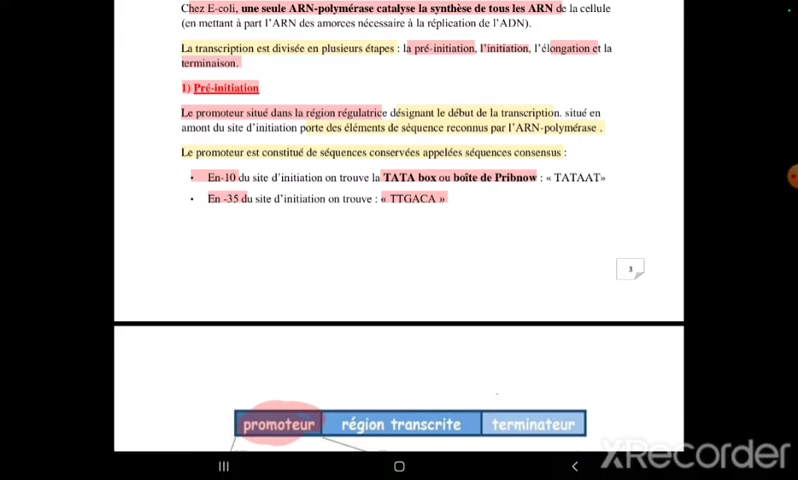 Chez E-coli, une seule ARN-polymérase catalyse la synthèse de tous les ARN de la cellule
(en mettant à part l'ARN des amorces nécessaire à la réplication de l'ADN).
La transcription est divisée en plusieurs étapes : la pré-initiation, l'initiation, l'élongation et la
terminaison.
1) Pré-initiation
Le promoteur situé dans la région régulatrice désignant le début de la transcription. situé en
amont du site d'initiation porte des éléments de séquence reconnus par l'ARN-polymérase .
Le promoteur est constitué de séquences conservées appelées séquences consensus :
• En-10 du site d'initiation on trouve la TATA box ou boîte de Pribnow : « TATAAT»
• En -35 du site d'initiation on trouve : « TTGACA »
3
promoteur région transcrite terminateur
XRecorder